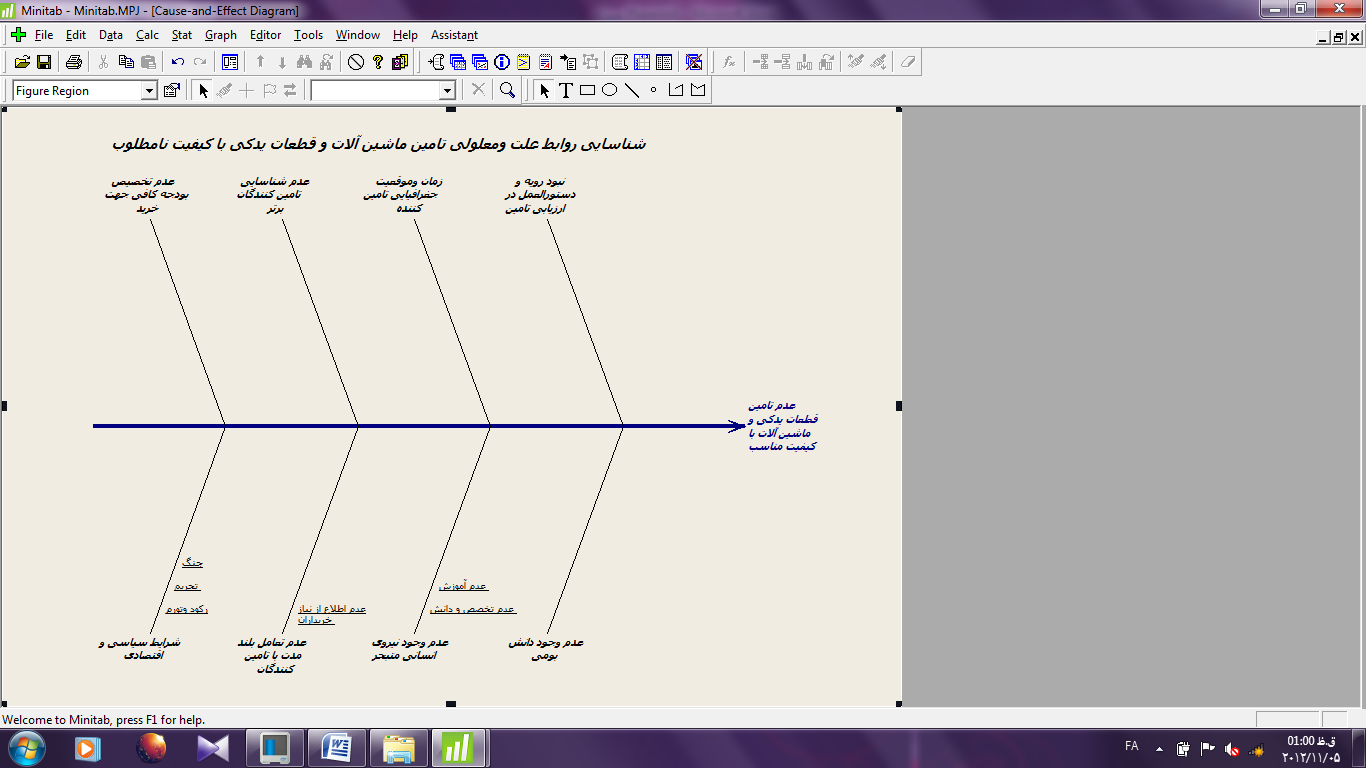 Minitab - Minitab.MPJ - [Cause-and-Effect Diagram]
File Edit Data Calc Stat Graph Editor Tools Window Help Assistant
Figure Region
شناسایی روابط علت ومعلولی تامین ماشین آلات و قطعات یدکی با کیفیت نامطلوب
عدم تخصیص
بودجه کافی جهت
خرید
عدم شناسایی
تامین کنندگان
برتر
زمان وموقعیت
جغرافیایی تامین
کننده
نبود رویه و
دستورالعمل در
ارزیابی تامین
عدم تامین
قطعات یدکی و
ماشین آلات با
کیفیت مناسب
جنگ
تحریم
رکود وتورم
شرایط سیاسی و
اقتصادی
عدم اطلاع از نیاز
خریداران
عدم تعامل بلند
مدت با تامین
کنندگان
عدم آموزش
عدم تخصص و دانش
عدم وجود نیروی
انسانی متبحر
عدم وجود دانش
بومی
Welcome to Minitab, press F1 for help.
FA
01:00 ق.ظ
۲۰۱۲/۱۱/۰۵